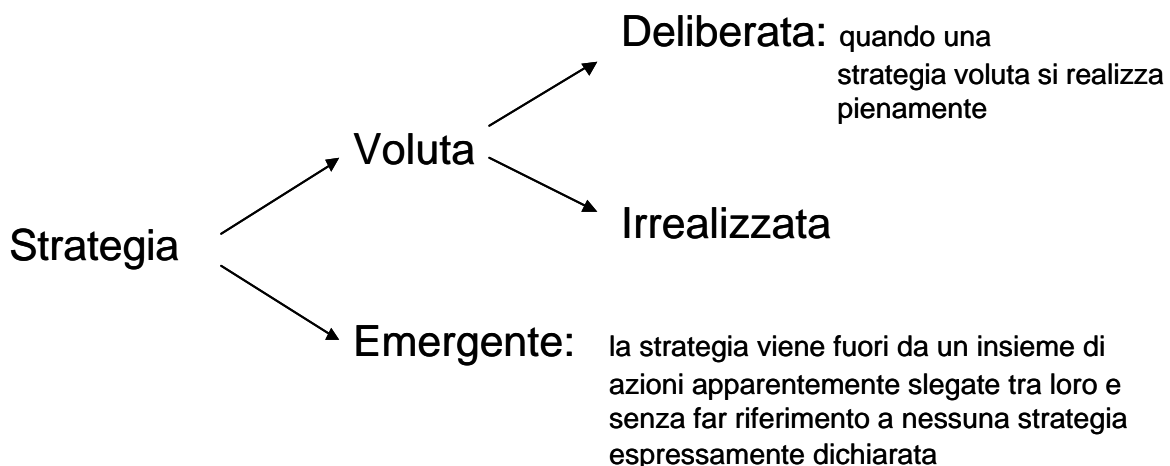 Deliberata: quando una
strategia voluta si realizza
pienamente
Voluta
Irrealizzata
Strategia
Emergente: la strategia viene fuori da un insieme di
azioni apparentemente slegate tra loro e
senza far riferimento a nessuna strategia
espressamente dichiarata